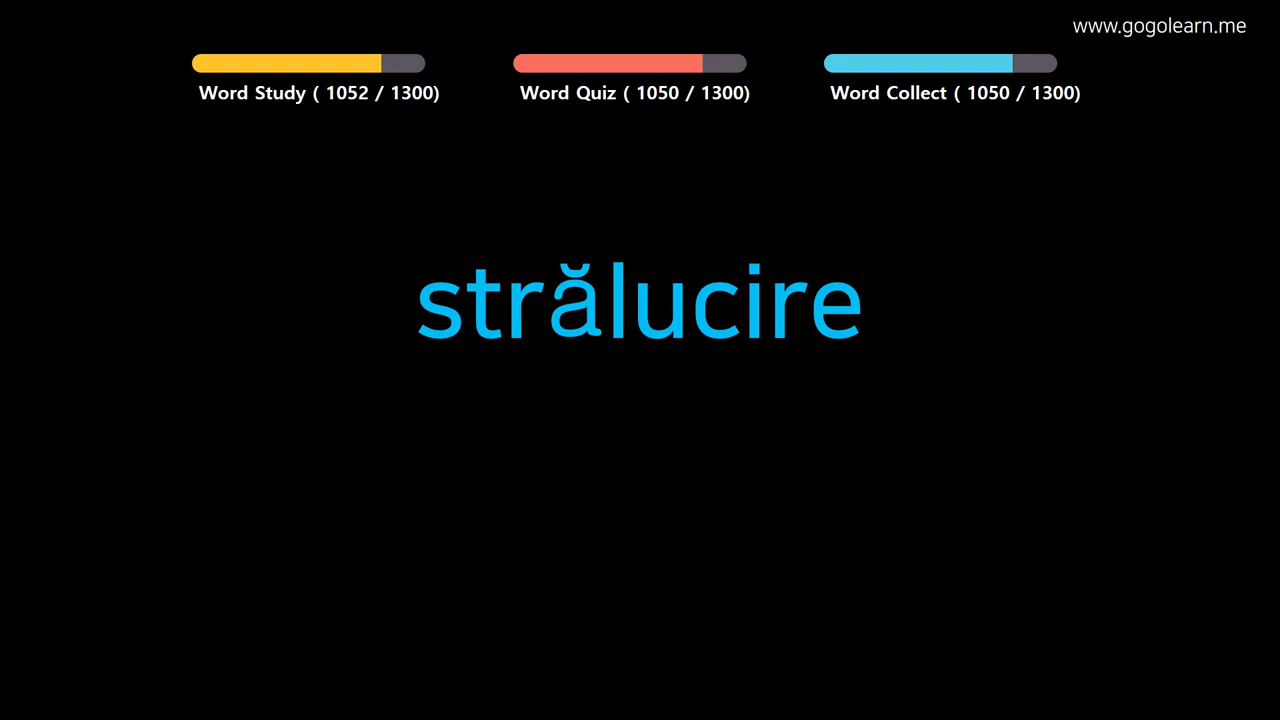 www.gogolearn.me
Word Study ( 1052 / 1300)
Word Quiz ( 1050 / 1300)
Word Collect ( 1050 / 1300)
strălucire